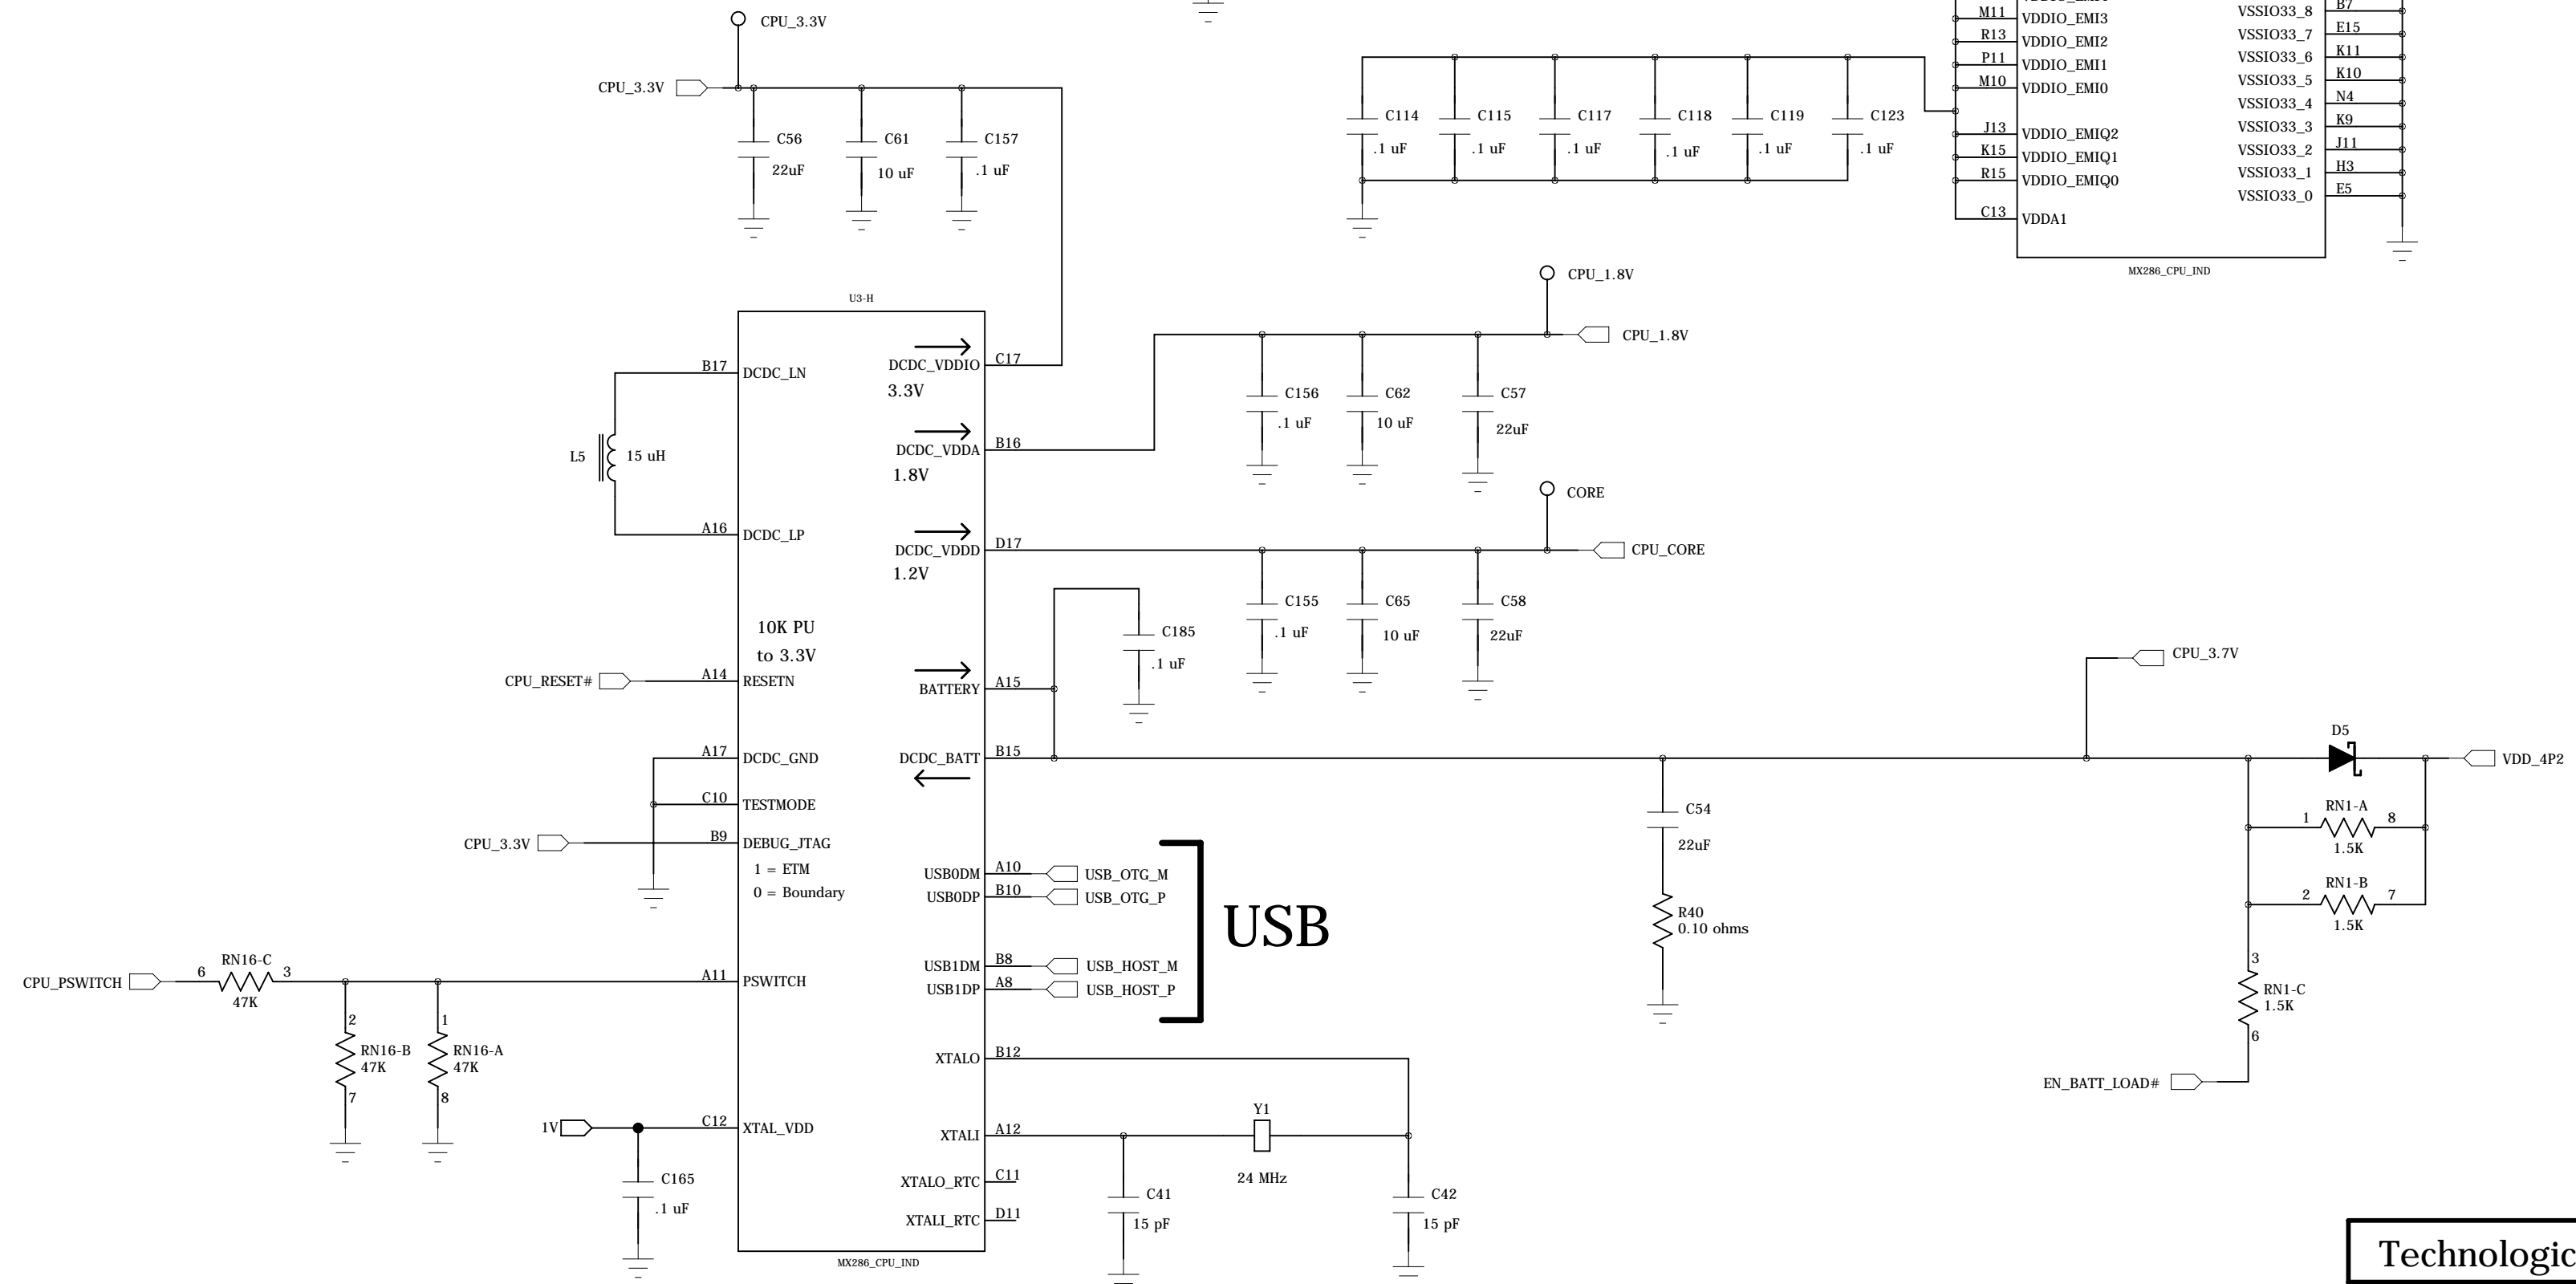 CPU_3.3V
CPU_3.3V
C56
22uF
C61
10 uF
C157
.1 uF
C114
.1 uF
C115
.1 uF
C117
.1 uF
C118
.1 uF
C119
.1 uF
C123
.1 uF
M11 VDDIO_EMI3
R13 VDDIO_EMI2
P11 VDDIO_EMI1
M10 VDDIO_EMI0
J13 VDDIO_EMIQ2
K15 VDDIO_EMIQ1
R15 VDDIO_EMIQ0
C13 VDDA1
VSSIO33_8 B7
VSSIO33_7 E15
VSSIO33_6 K11
VSSIO33_5 K10
VSSIO33_4 N4
VSSIO33_3 K9
VSSIO33_2 J11
VSSIO33_1 H3
VSSIO33_0 E5
MX286_CPU_IND
U3-H
B17 DCDC_LN
L5 15 uH
A16 DCDC_LP
10K PU
to 3.3V
CPU_RESET# A14 RESETN
A17 DCDC_GND
C10 TESTMODE
CPU_3.3V B9 DEBUG_JTAG
1 = ETM
0 = Boundary
CPU_PSWITCH 6 RN16-C 3
47K
A11 PSWITCH
2
RN16-B
47K
7
1
RN16-A
47K
8
1V C12 XTAL_VDD
C165
.1 uF
DCDC_VDDIO C17
3.3V
DCDC_VDDA B16
1.8V
DCDC_VDDD D17
1.2V
BATTERY A15
DCDC_BATT B15
USB0DM A10 USB_OTG_M
USB0DP B10 USB_OTG_P
USB1DM B8 USB_HOST_M
USB1DP A8 USB_HOST_P
USB
XTALO B12
XTALI A12
XTALO_RTC C11
XTALI_RTC D11
MX286_CPU_IND
CPU_1.8V
CPU_1.8V
C156
.1 uF
C62
10 uF
C57
22uF
CORE
CPU_CORE
C155
.1 uF
C65
10 uF
C58
22uF
C185
.1 uF
CPU_3.7V
D5
VDD_4P2
C54
22uF
R40
0.10 ohms
RN1-A
1 8
1.5K
RN1-B
2 7
1.5K
3
RN1-C
1.5K
6
EN_BATT_LOAD#
Y1
24 MHz
C41
15 pF
C42
15 pF
Technologic